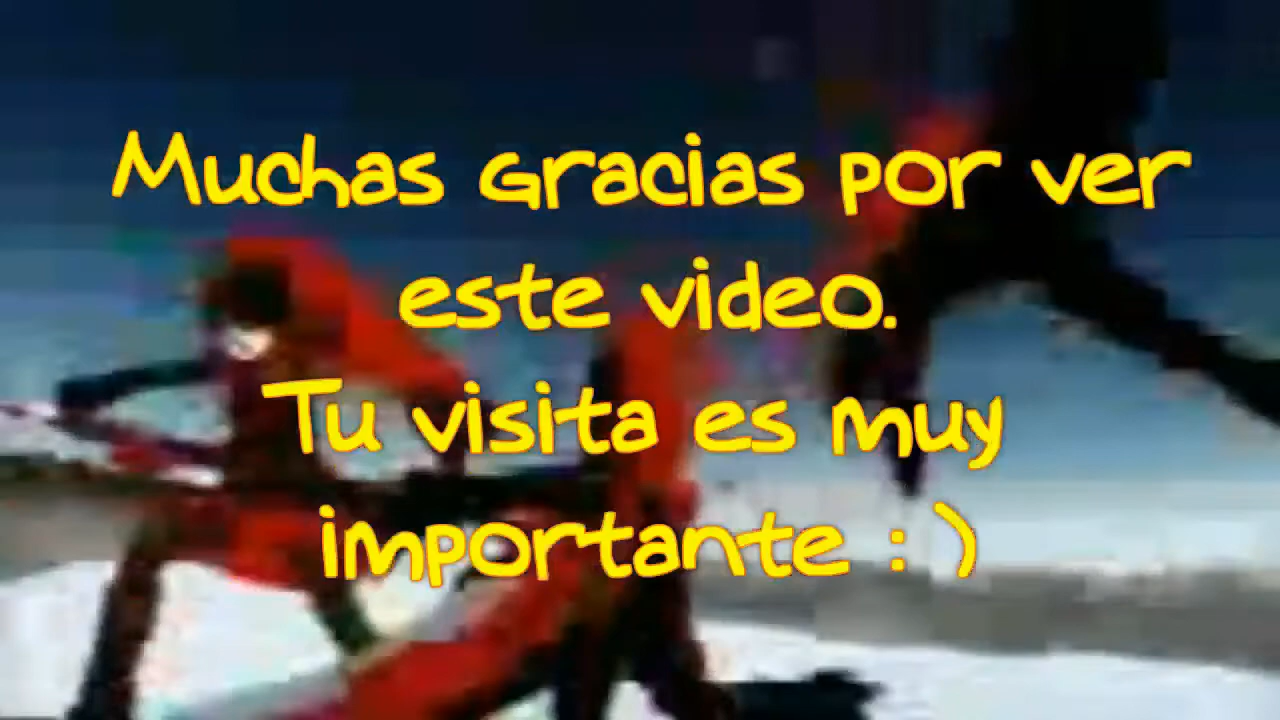 Muchas Gracias por ver
este video.
Tu visita es muy
importante : )